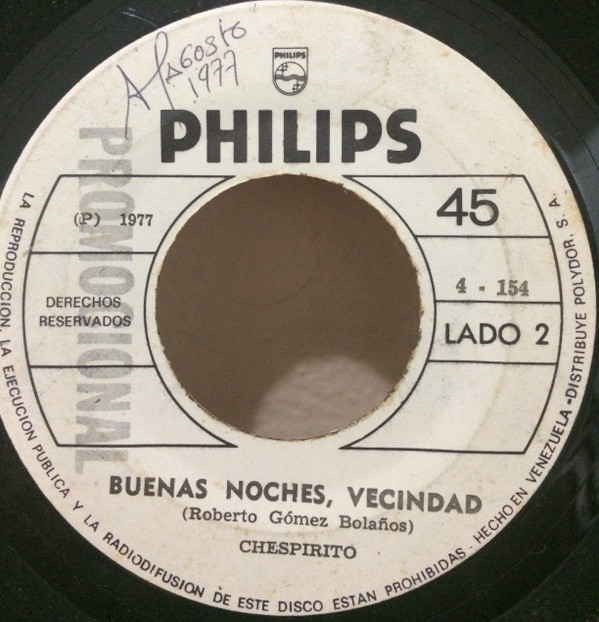 AGOSTO
1977
PHILIPS
PHILIPS
PROMOCIONAL
(P) 1977
45
4 - 154
DERECHOS
RESERVADOS
LADO 2
BUENAS NOCHES, VECINDAD
(Roberto Gómez Bolaños)
CHESPIRITO
LA REPRODUCCION, LA EJECUCION PUBLICA Y LA RADIODIFUSION DE ESTE DISCO ESTAN PROHIBIDAS. HECHO EN VENEZUELA - DISTRIBUYE POLYDOR, S. A.